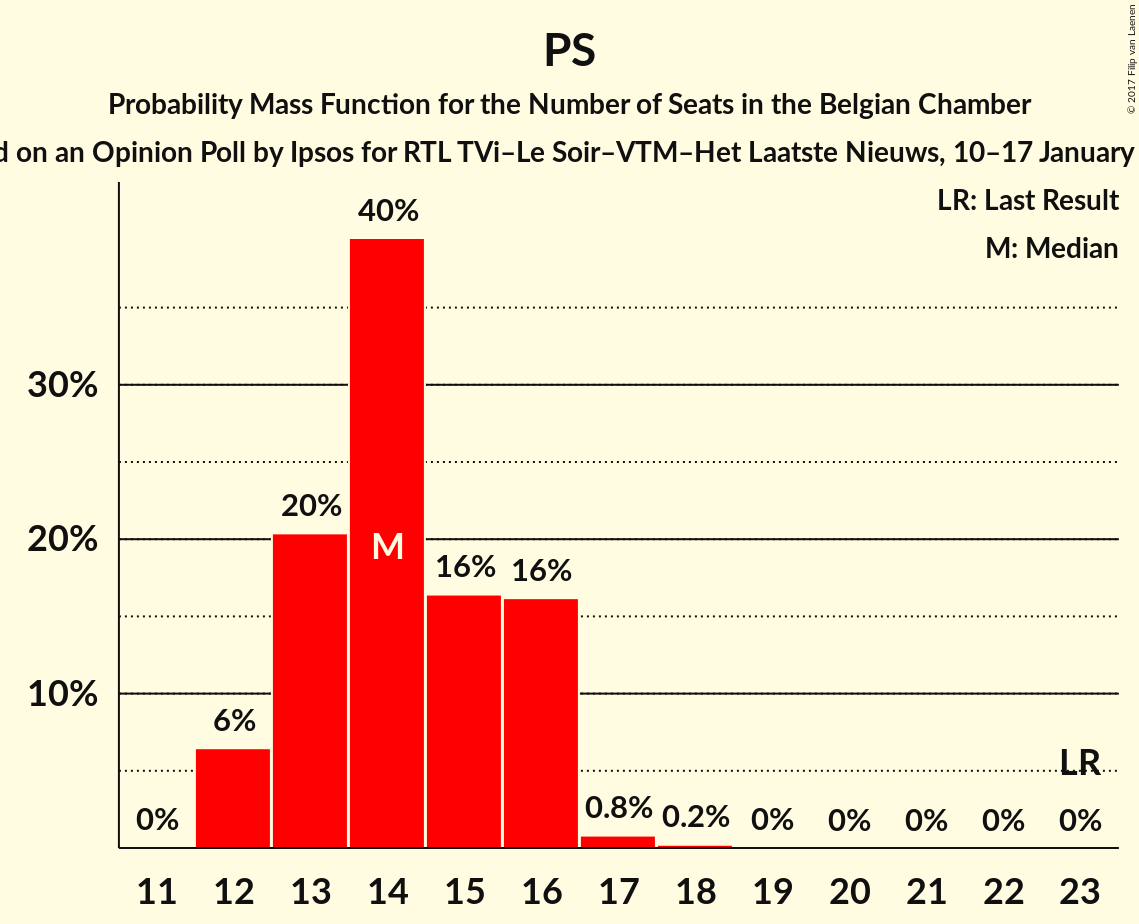 © 2017 Filip van Laenen
PS
Probability Mass Function for the Number of Seats in the Belgian Chamber
on an Opinion Poll by Ipsos for RTL TVi–Le Soir–VTM–Het Laatste Nieuws, 10–17 January
LR: Last Result
M: Median
40%
30%
20%
M
20%
16% 16%
10%
6%
LR
0% 0.8% 0.2% 0% 0% 0% 0% 0%
11 12 13 14 15 16 17 18 19 20 21 22 23